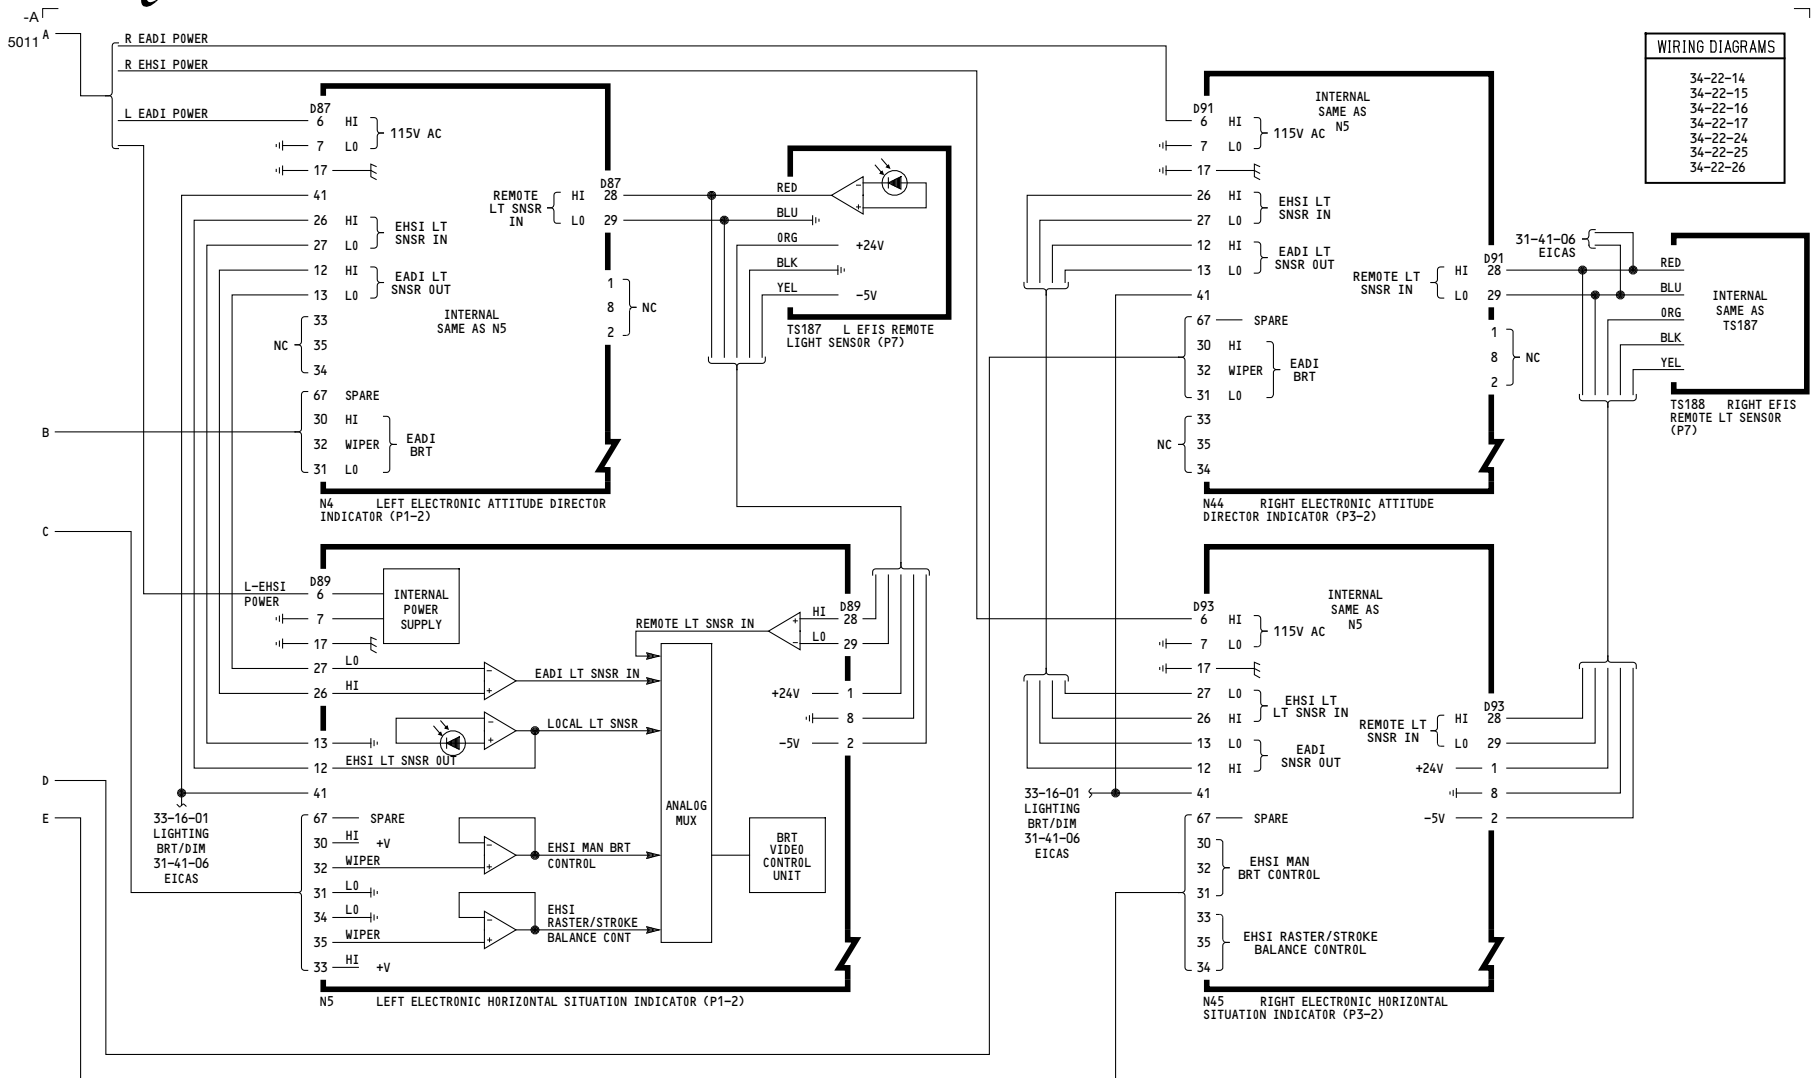 -A
5011 A
R EADI POWER
R EHSI POWER
L EADI POWER
D87
6 HI
7 LO
115V AC
17
41
26 HI
27 LO
EHSI LT
SNSR IN
12 HI
13 LO
EADI LT
SNSR OUT
33
35
34
NC
67 SPARE
30 HI
32 WIPER
31 LO
EADI
BRT
INTERNAL
SAME AS N5
REMOTE
LT SNSR
IN
HI
LO
D87
28
29
1
8
2
NC
N4 LEFT ELECTRONIC ATTITUDE DIRECTOR
INDICATOR (P1-2)
RED
BLU
ORG
BLK
YEL
+24V
-5V
TS187 L EFIS REMOTE
LIGHT SENSOR (P7)
B
C
D
E
L-EHSI
POWER
D89
6
7
17
INTERNAL
POWER
SUPPLY
27 LO
26 HI
EADI LT SNSR IN
REMOTE LT SNSR IN
LOCAL LT SNSR
13
12 EHSI LT SNSR OUT
41
33-16-01
LIGHTING
BRT/DIM
31-41-06
EICAS
67 SPARE
30 HI +V
32 WIPER
31 LO
34 LO
35 WIPER
33 HI +V
EHSI MAN BRT
CONTROL
EHSI
RASTER/STROKE
BALANCE CONT
ANALOG
MUX
BRT
VIDEO
CONTROL
UNIT
HI
LO
D89
28
29
+24V 1
8
-5V 2
N5 LEFT ELECTRONIC HORIZONTAL SITUATION INDICATOR (P1-2)
D91
6 HI
7 LO
115V AC
17
26 HI
27 LO
EHSI LT
SNSR IN
12 HI
13 LO
EADI LT
SNSR OUT
41
67 SPARE
30 HI
32 WIPER
31 LO
EADI
BRT
33
35
34
NC
INTERNAL
SAME AS
N5
REMOTE LT
SNSR IN
HI
LO
D91
28
29
1
8
2
NC
N44 RIGHT ELECTRONIC ATTITUDE
DIRECTOR INDICATOR (P3-2)
WIRING DIAGRAMS
34-22-14
34-22-15
34-22-16
34-22-17
34-22-24
34-22-25
34-22-26
31-41-06
EICAS
RED
BLU
ORG
BLK
YEL
INTERNAL
SAME AS
TS187
TS188 RIGHT EFIS
REMOTE LT SENSOR
(P7)
D93
6 HI
7 LO
115V AC
17
INTERNAL
SAME AS
N5
27 LO
26 HI
EHSI LT
LT SNSR IN
13 LO
12 HI
EADI
SNSR OUT
41
33-16-01
LIGHTING
BRT/DIM
31-41-06
EICAS
67 SPARE
30
32
31
EHSI MAN
BRT CONTROL
33
35
34
EHSI RASTER/STROKE
BALANCE CONTROL
REMOTE LT
SNSR IN
HI
LO
D93
28
29
+24V 1
8
-5V 2
N45 RIGHT ELECTRONIC HORIZONTAL
SITUATION INDICATOR (P3-2)